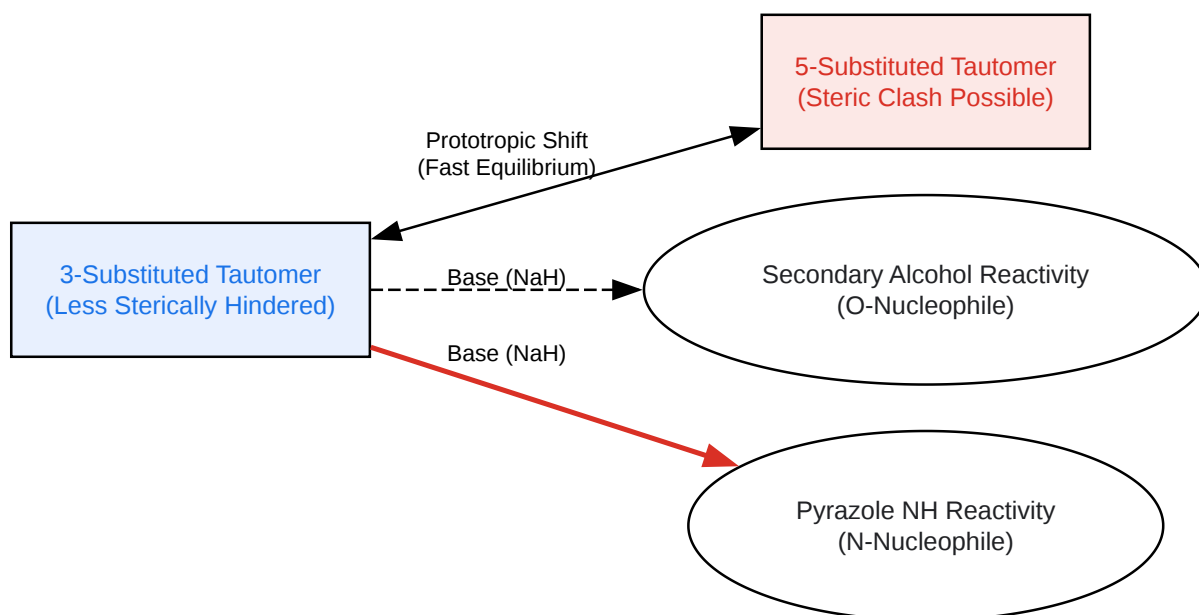 5-Substituted Tautomer
(Steric Clash Possible)
Prototropic Shift
(Fast Equilibrium)
3-Substituted Tautomer
(Less Sterically Hindered)
Base (NaH)
Secondary Alcohol Reactivity
(O-Nucleophile)
Base (NaH)
Pyrazole NH Reactivity
(N-Nucleophile)